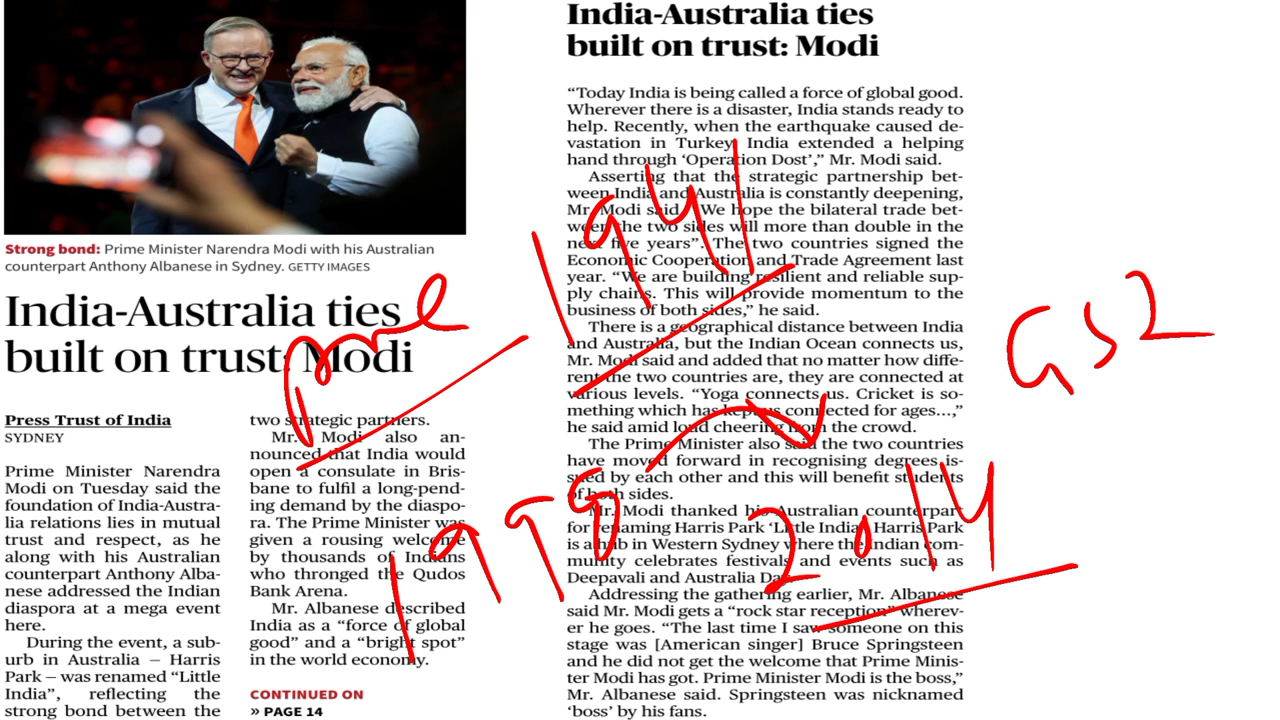 Strong bond: Prime Minister Narendra Modi with his Australian
counterpart Anthony Albanese in Sydney. GETTY IMAGES
India-Australia ties
built on trust: Modi
Press Trust of India
SYDNEY
Prime Minister Narendra
Modi on Tuesday said the
foundation of India-Austra-
lia relations lies in mutual
trust and respect, as he
along with his Australian
counterpart Anthony Alba-
nese addressed the Indian
diaspora at a mega event
here.
During the event, a sub-
urb in Australia — Harris
Park — was renamed “Little
India”, reflecting the
strong bond between the
two strategic partners.
Mr. Modi also an-
nounced that India would
open a consulate in Bris-
bane to fulfil a long-pend-
ing demand by the diaspo-
ra. The Prime Minister was
given a rousing welcome
by thousands of Indians
who thronged the Qudos
Bank Arena.
Mr. Albanese described
India as a “force of global
good” and a “bright spot”
in the world economy.
CONTINUED ON
» PAGE 14
India-Australia ties
built on trust: Modi
“Today India is being called a force of global good.
Wherever there is a disaster, India stands ready to
help. Recently, when the earthquake caused de-
vastation in Turkey, India extended a helping
hand through ‘Operation Dost’,” Mr. Modi said.
Asserting that the strategic partnership bet-
ween India and Australia is constantly deepening,
Mr. Modi said, “We hope the bilateral trade bet-
ween the two sides will more than double in the
next five years”. The two countries signed the
Economic Cooperation and Trade Agreement last
year. “We are building resilient and reliable sup-
ply chains. This will provide momentum to the
business of both sides,” he said.
There is a geographical distance between India
and Australia, but the Indian Ocean connects us,
Mr. Modi said and added that no matter how diffe-
rent the two countries are, they are connected at
various levels. “Yoga connects us. Cricket is so-
mething which has kept us connected for ages...,”
he said amid loud cheering from the crowd.
The Prime Minister also said the two countries
have moved forward in recognising degrees is-
sued by each other and this will benefit students
of both sides.
Mr. Modi thanked his Australian counterpart
for renaming Harris Park ‘Little India’. Harris Park
is a hub in Western Sydney where the Indian com-
munity celebrates festivals and events such as
Deepavali and Australia Day.
Addressing the gathering earlier, Mr. Albanese
said Mr. Modi gets a “rock star reception” wherev-
er he goes. “The last time I saw someone on this
stage was [American singer] Bruce Springsteen
and he did not get the welcome that Prime Minis-
ter Modi has got. Prime Minister Modi is the boss,”
Mr. Albanese said. Springsteen was nicknamed
‘boss’ by his fans.
1941
GS2
1998
2014